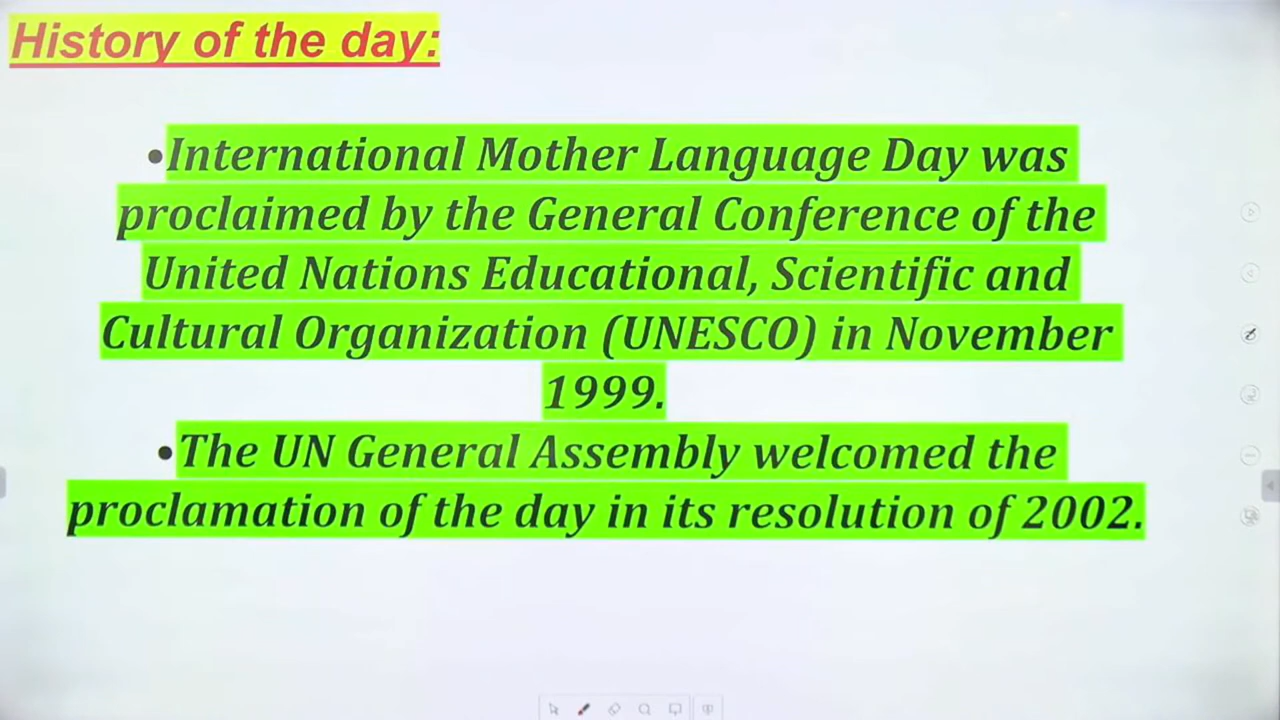 History of the day:
•International Mother Language Day was
proclaimed by the General Conference of the
United Nations Educational, Scientific and
Cultural Organization (UNESCO) in November
1999.
•The UN General Assembly welcomed the
proclamation of the day in its resolution of 2002.